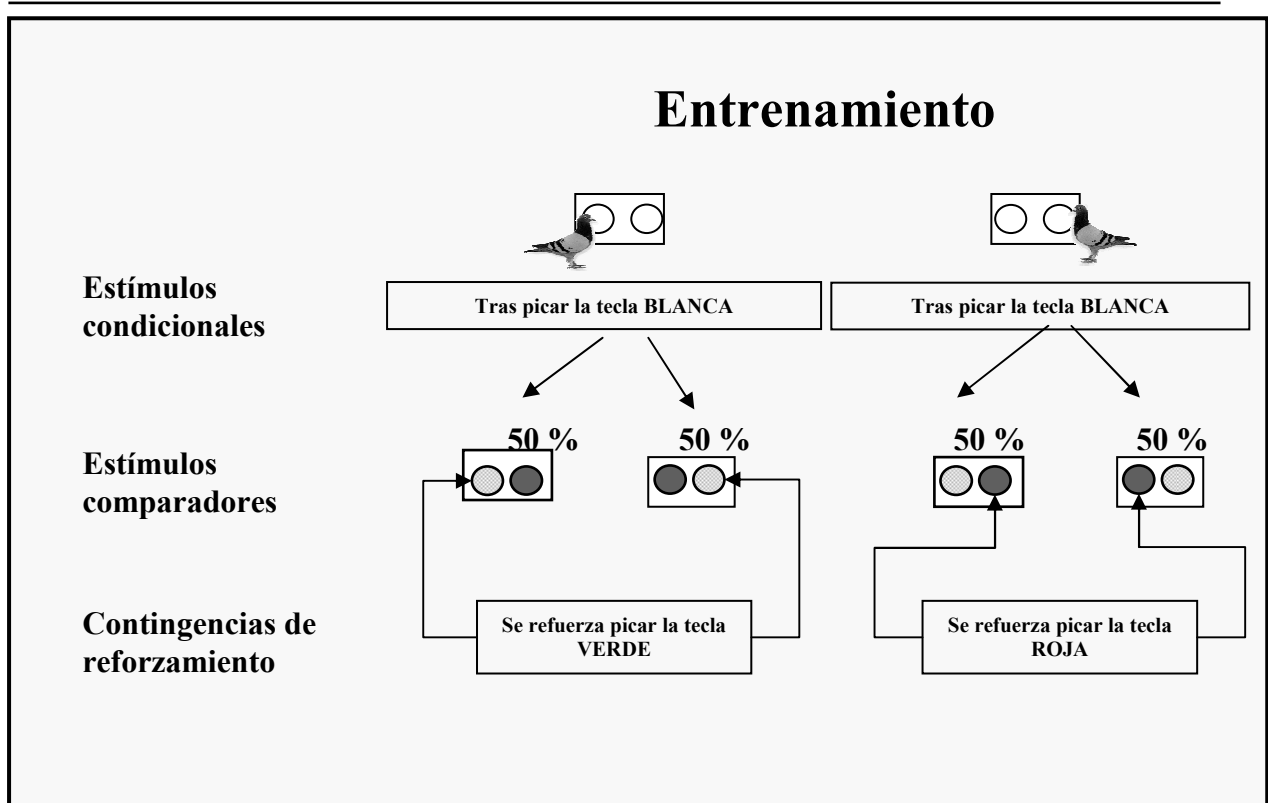 Entrenamiento
Estímulos
condicionales
Tras picar la tecla BLANCA
Tras picar la tecla BLANCA
Estímulos
comparadores
50 %
50 %
50 %
50 %
Contingencias de
reforzamiento
Se refuerza picar la tecla
VERDE
Se refuerza picar la tecla
ROJA